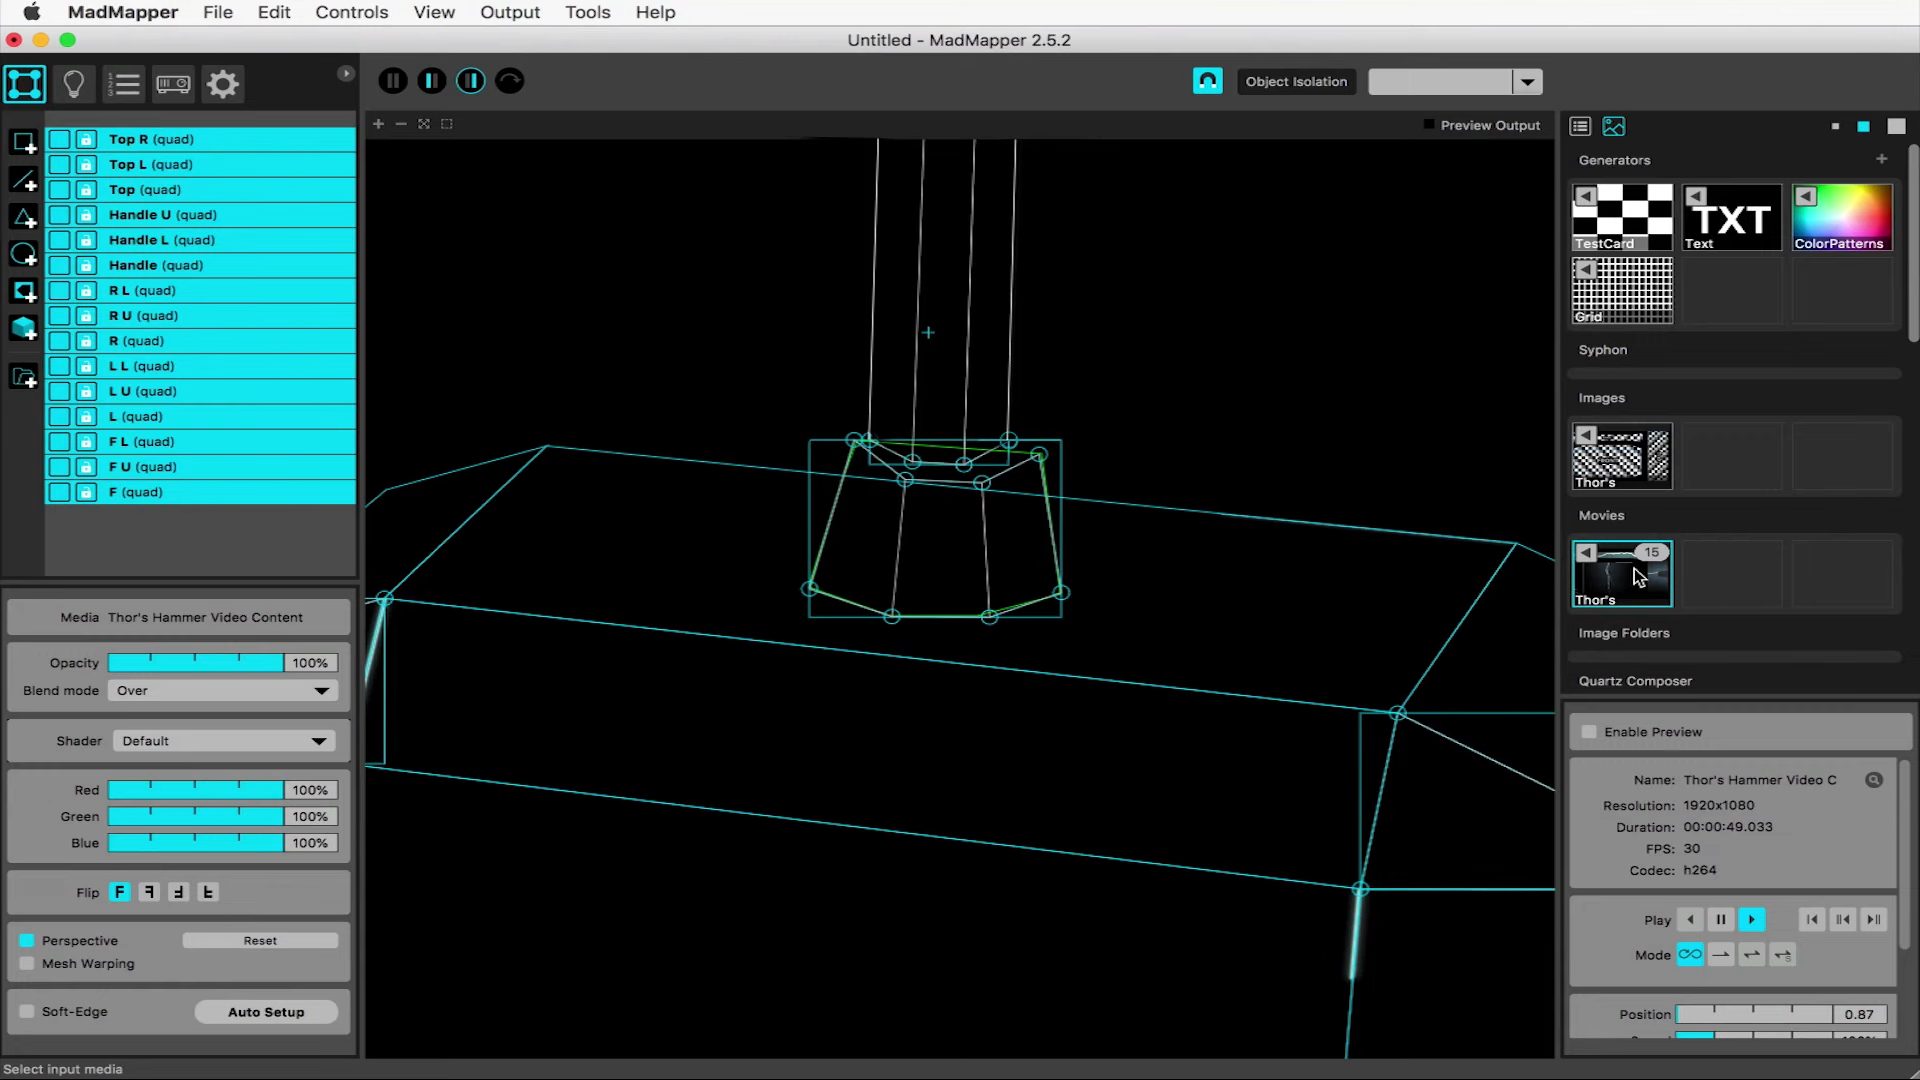 MadMapper File Edit Controls View Output Tools Help
Untitled - MadMapper 2.5.2
Object Isolation
Preview Output
Top R (quad)
Top L (quad)
Top (quad)
Handle U (quad)
Handle L (quad)
Handle (quad)
R L (quad)
R U (quad)
R (quad)
L L (quad)
L U (quad)
L (quad)
F L (quad)
F U (quad)
F (quad)
Media Thor's Hammer Video Content
Opacity 100%
Blend mode Over
Shader Default
Red 100%
Green 100%
Blue 100%
Flip
Perspective Reset
Mesh Warping
Soft-Edge Auto Setup
Select input media
Generators
TestCard Text ColorPatterns
TXT
Grid
Syphon
Images
Thor's
Movies
15
Thor's
Image Folders
Quartz Composer
Enable Preview
Name: Thor's Hammer Video C
Resolution: 1920x1080
Duration: 00:00:49.033
FPS: 30
Codec: h264
Play
Mode
Position 0.87